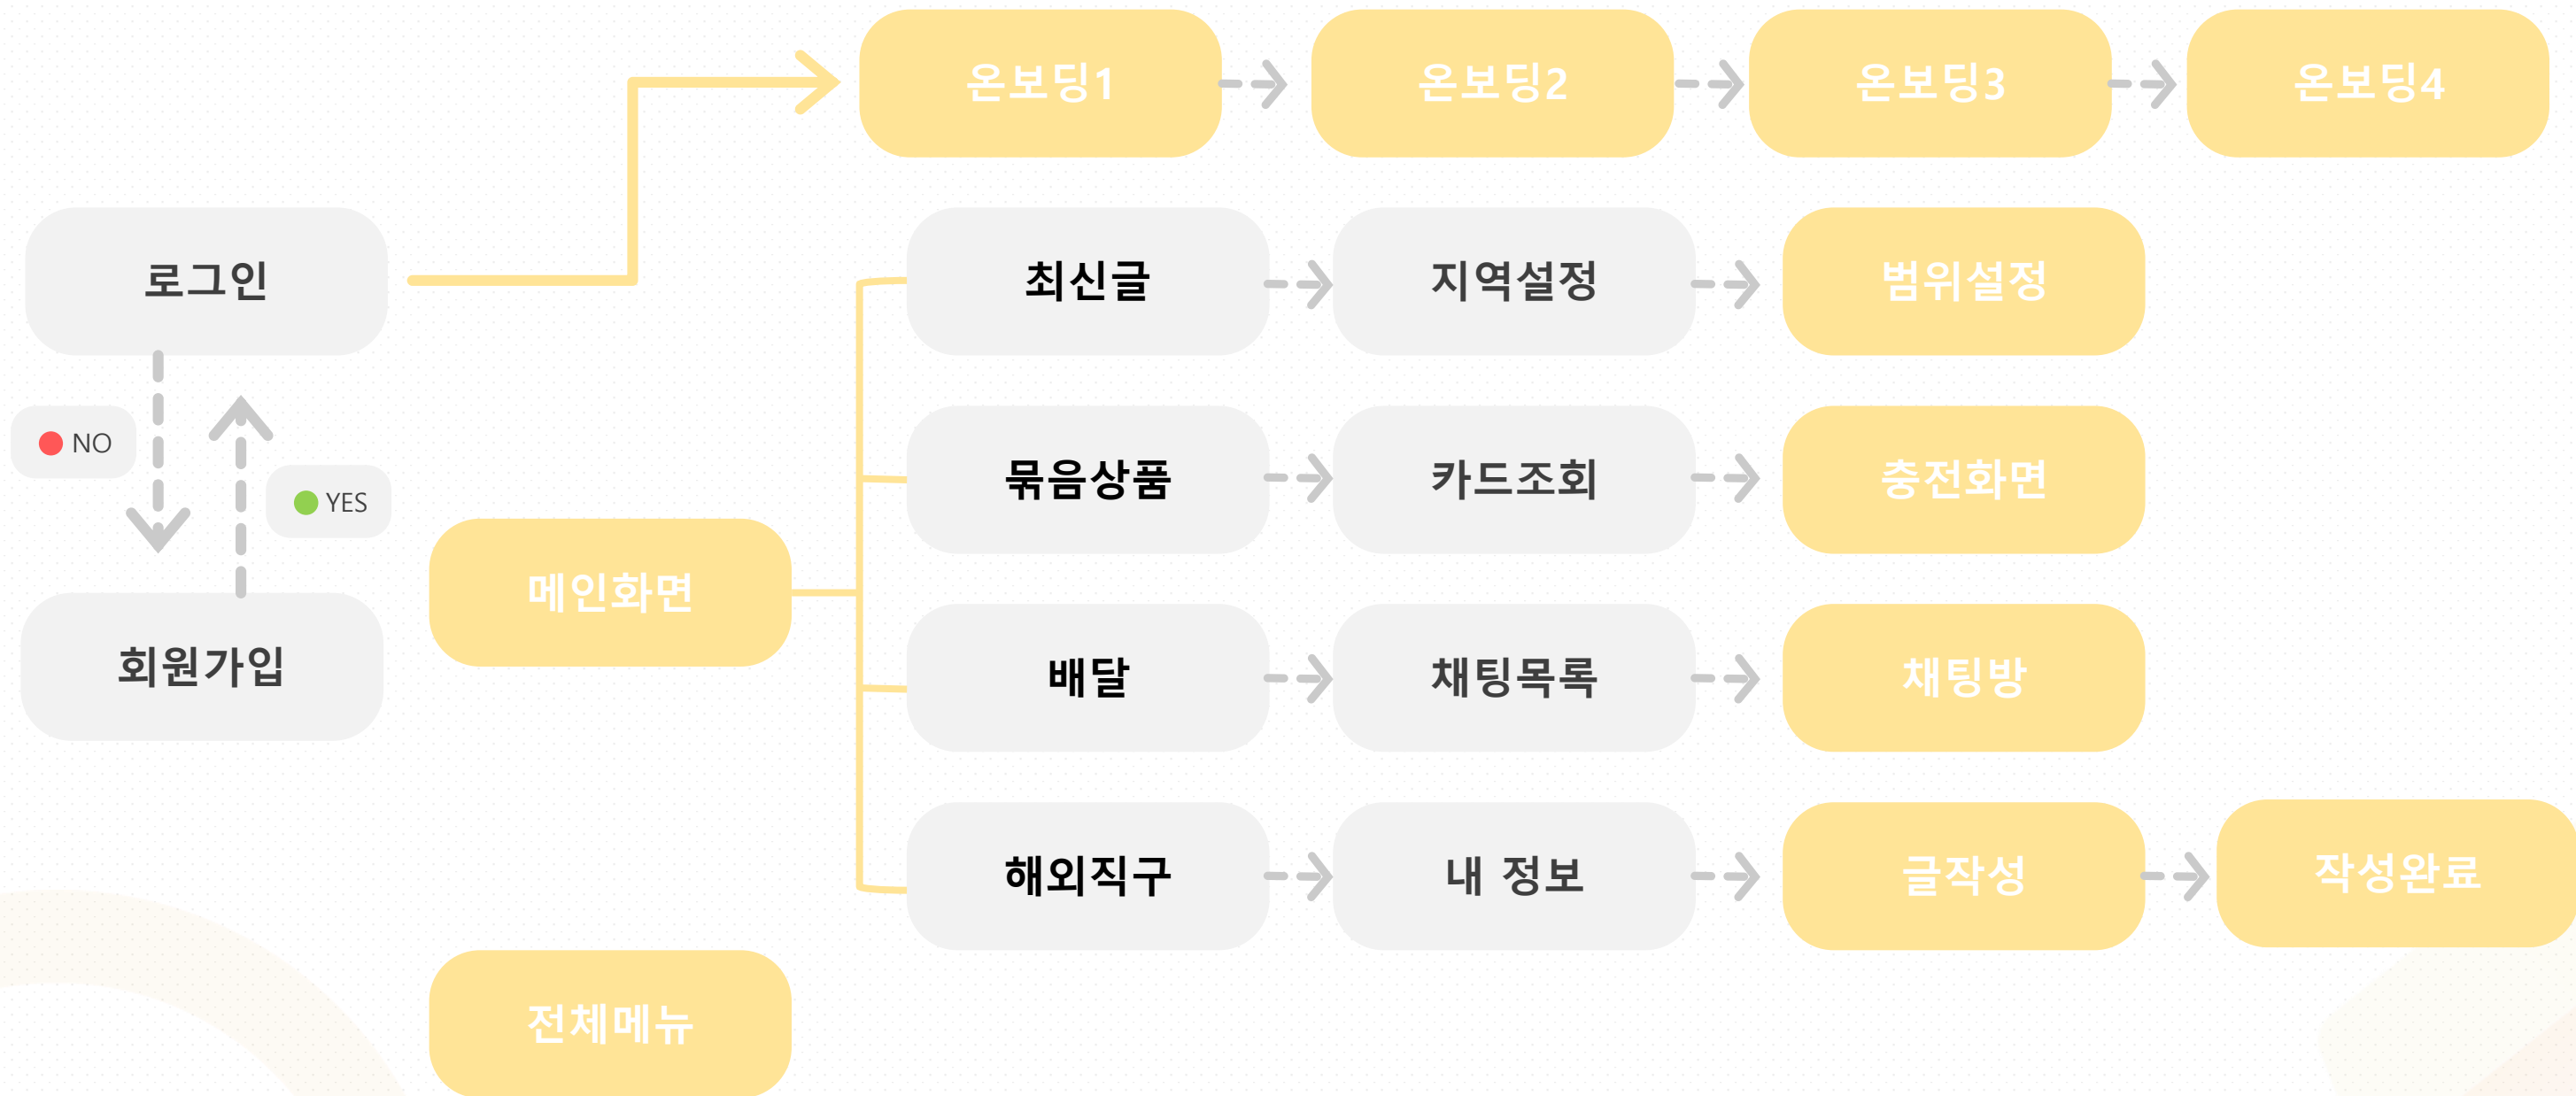 온보딩1
온보딩2
온보딩3
온보딩4
로그인
최신글
지역설정
범위설정
NO
YES
묶음상품
카드조회
충전화면
메인화면
회원가입
배달
채팅목록
채팅방
해외직구
내 정보
글작성
작성완료
전체메뉴